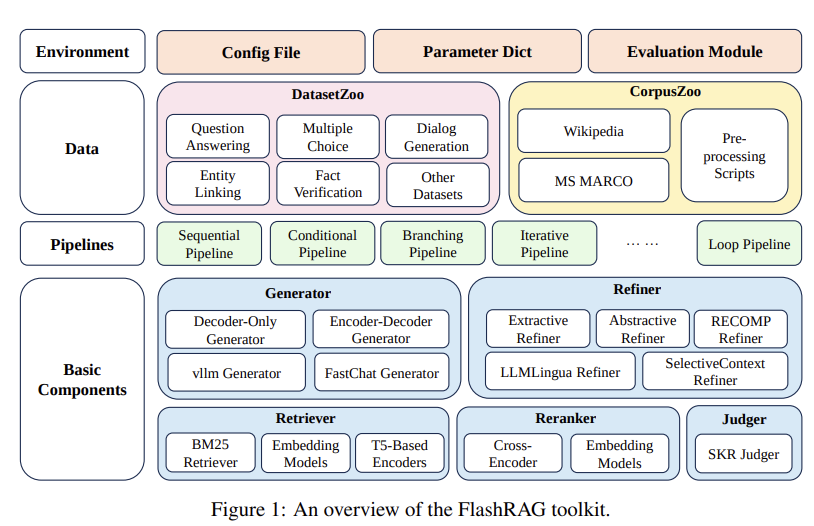 Environment
Config File
Parameter Dict
Evaluation Module
Data
DatasetZoo
Question
Answering
Multiple
Choice
Dialog
Generation
Entity
Linking
Fact
Verification
Other
Datasets
CorpusZoo
Wikipedia
MS MARCO
Pre-
processing
Scripts
Pipelines
Sequential
Pipeline
Conditional
Pipeline
Branching
Pipeline
Iterative
Pipeline
... ...
Loop Pipeline
Basic
Components
Generator
Decoder-Only
Generator
Encoder-Decoder
Generator
vllm Generator
FastChat Generator
Refiner
Extractive
Refiner
Abstractive
Refiner
RECOMP
Refiner
LLMLingua Refiner
SelectiveContext
Refiner
Retriever
BM25
Retriever
Embedding
Models
T5-Based
Encoders
Reranker
Cross-
Encoder
Embedding
Models
Judger
SKR Judger
Figure 1: An overview of the FlashRAG toolkit.